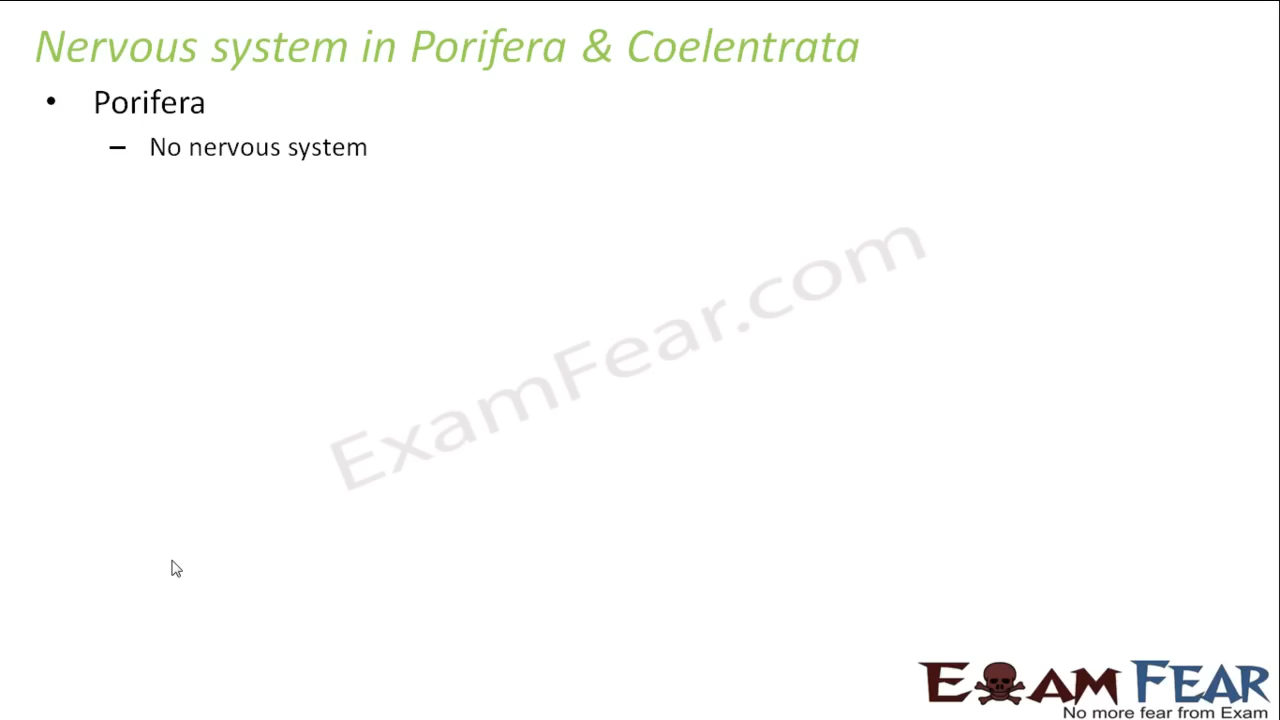 Nervous system in Porifera & Coelentrata
• Porifera
– No nervous system
ExamFear.com
EXAM FEAR
No more fear from Exam